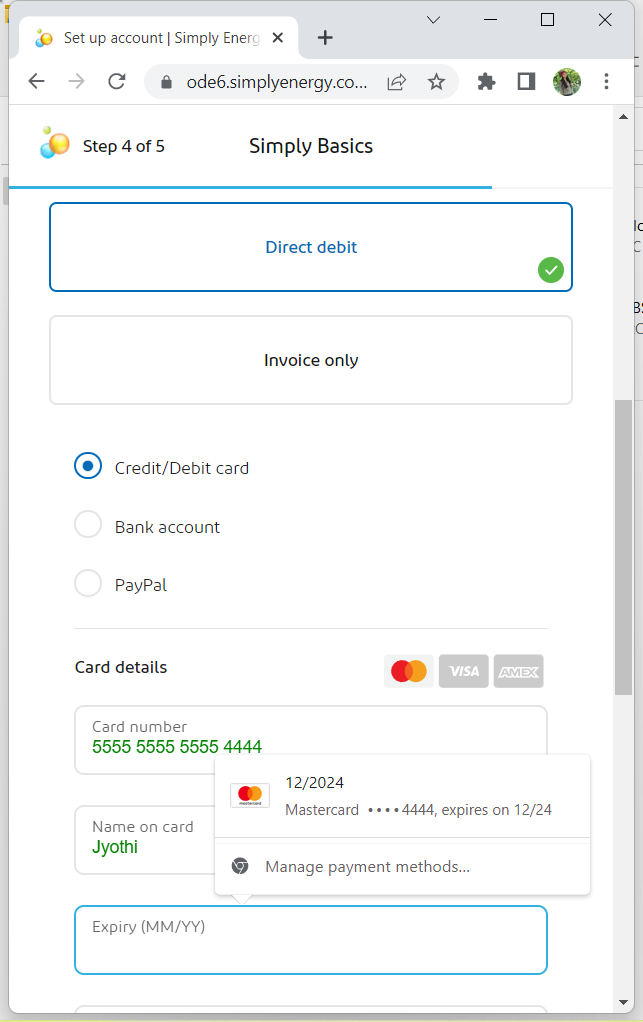 Set up account | Simply Energ
ode6.simplyenergy.co...
Step 4 of 5
Simply Basics
Direct debit
Invoice only
Credit/Debit card
Bank account
PayPal
Card details
VISA
AMEX
Card number
5555 5555 5555 4444
12/2024
mastercard
Mastercard ••••4444, expires on 12/24
Name on card
Jyothi
Manage payment methods...
Expiry (MM/YY)